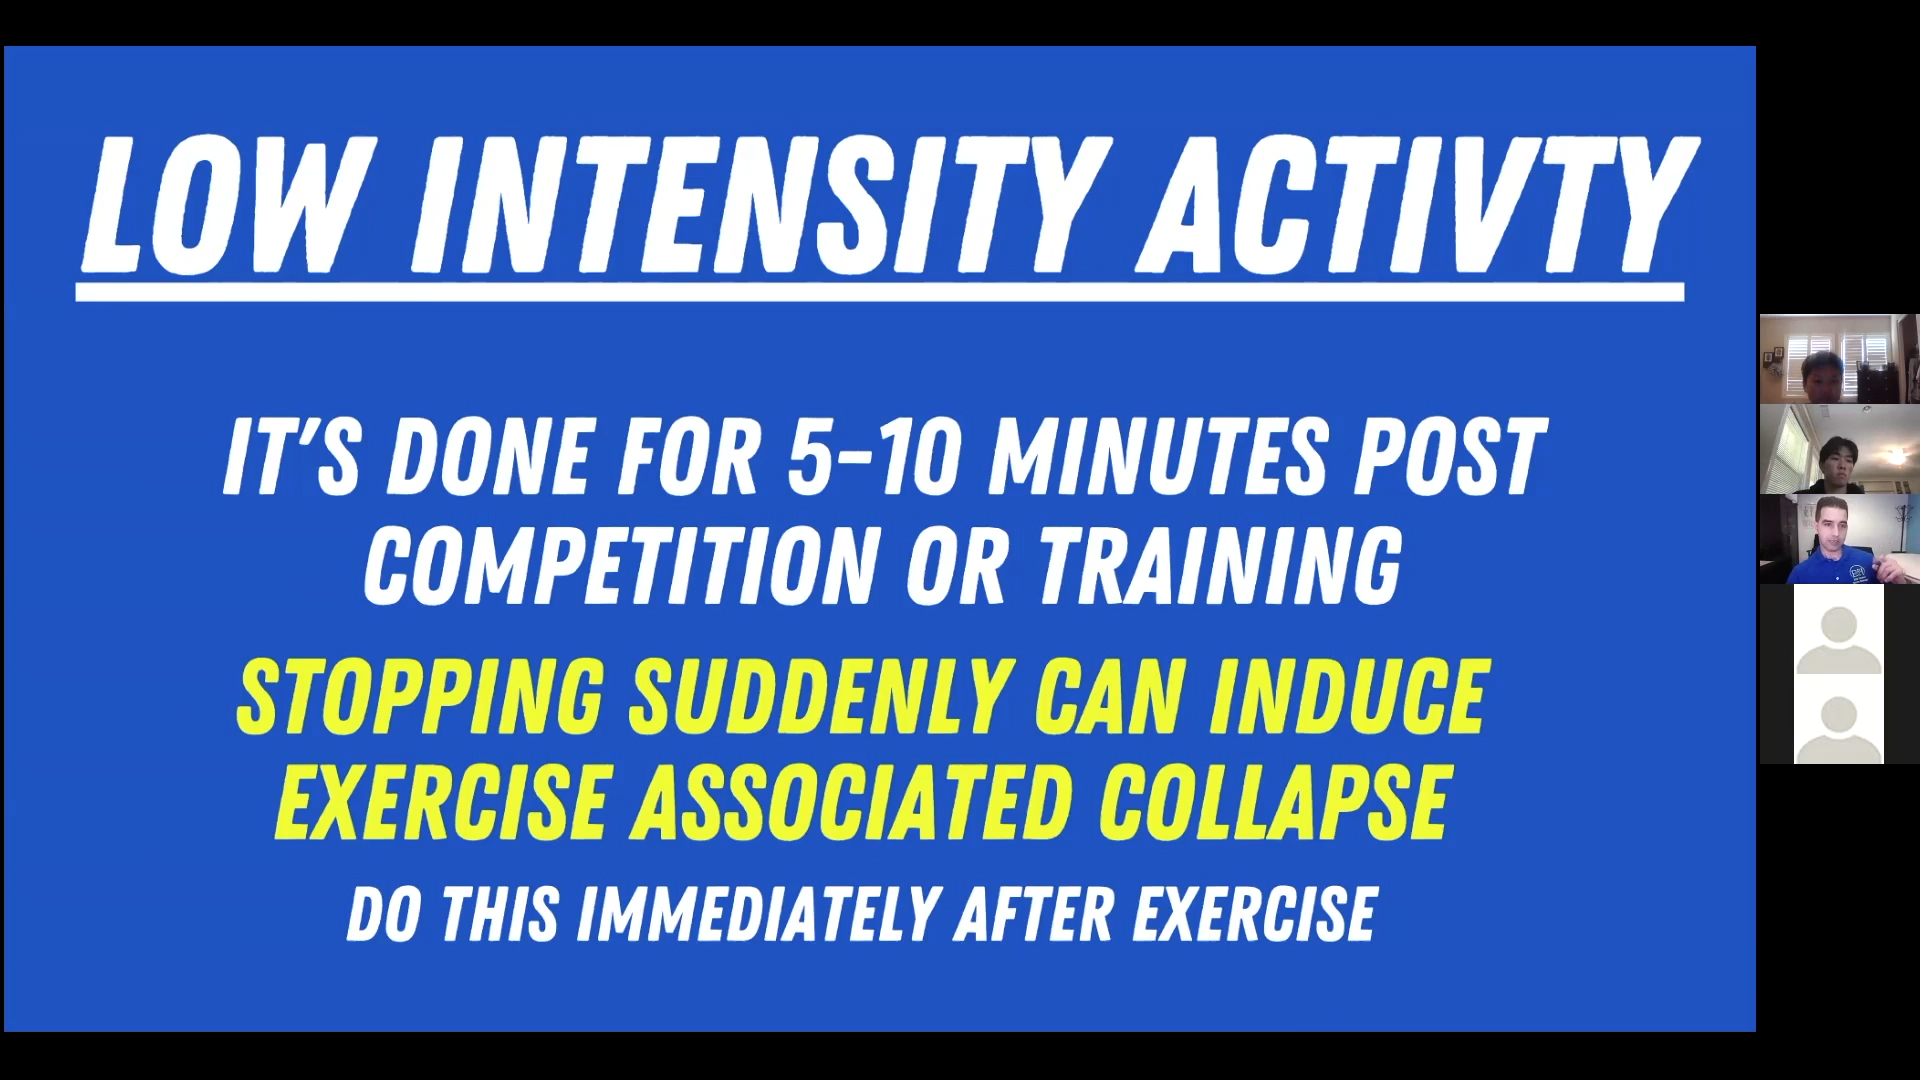 LOW INTENSITY ACTIVTY
IT'S DONE FOR 5-10 MINUTES POST
COMPETITION OR TRAINING
STOPPING SUDDENLY CAN INDUCE
EXERCISE ASSOCIATED COLLAPSE
DO THIS IMMEDIATELY AFTER EXERCISE